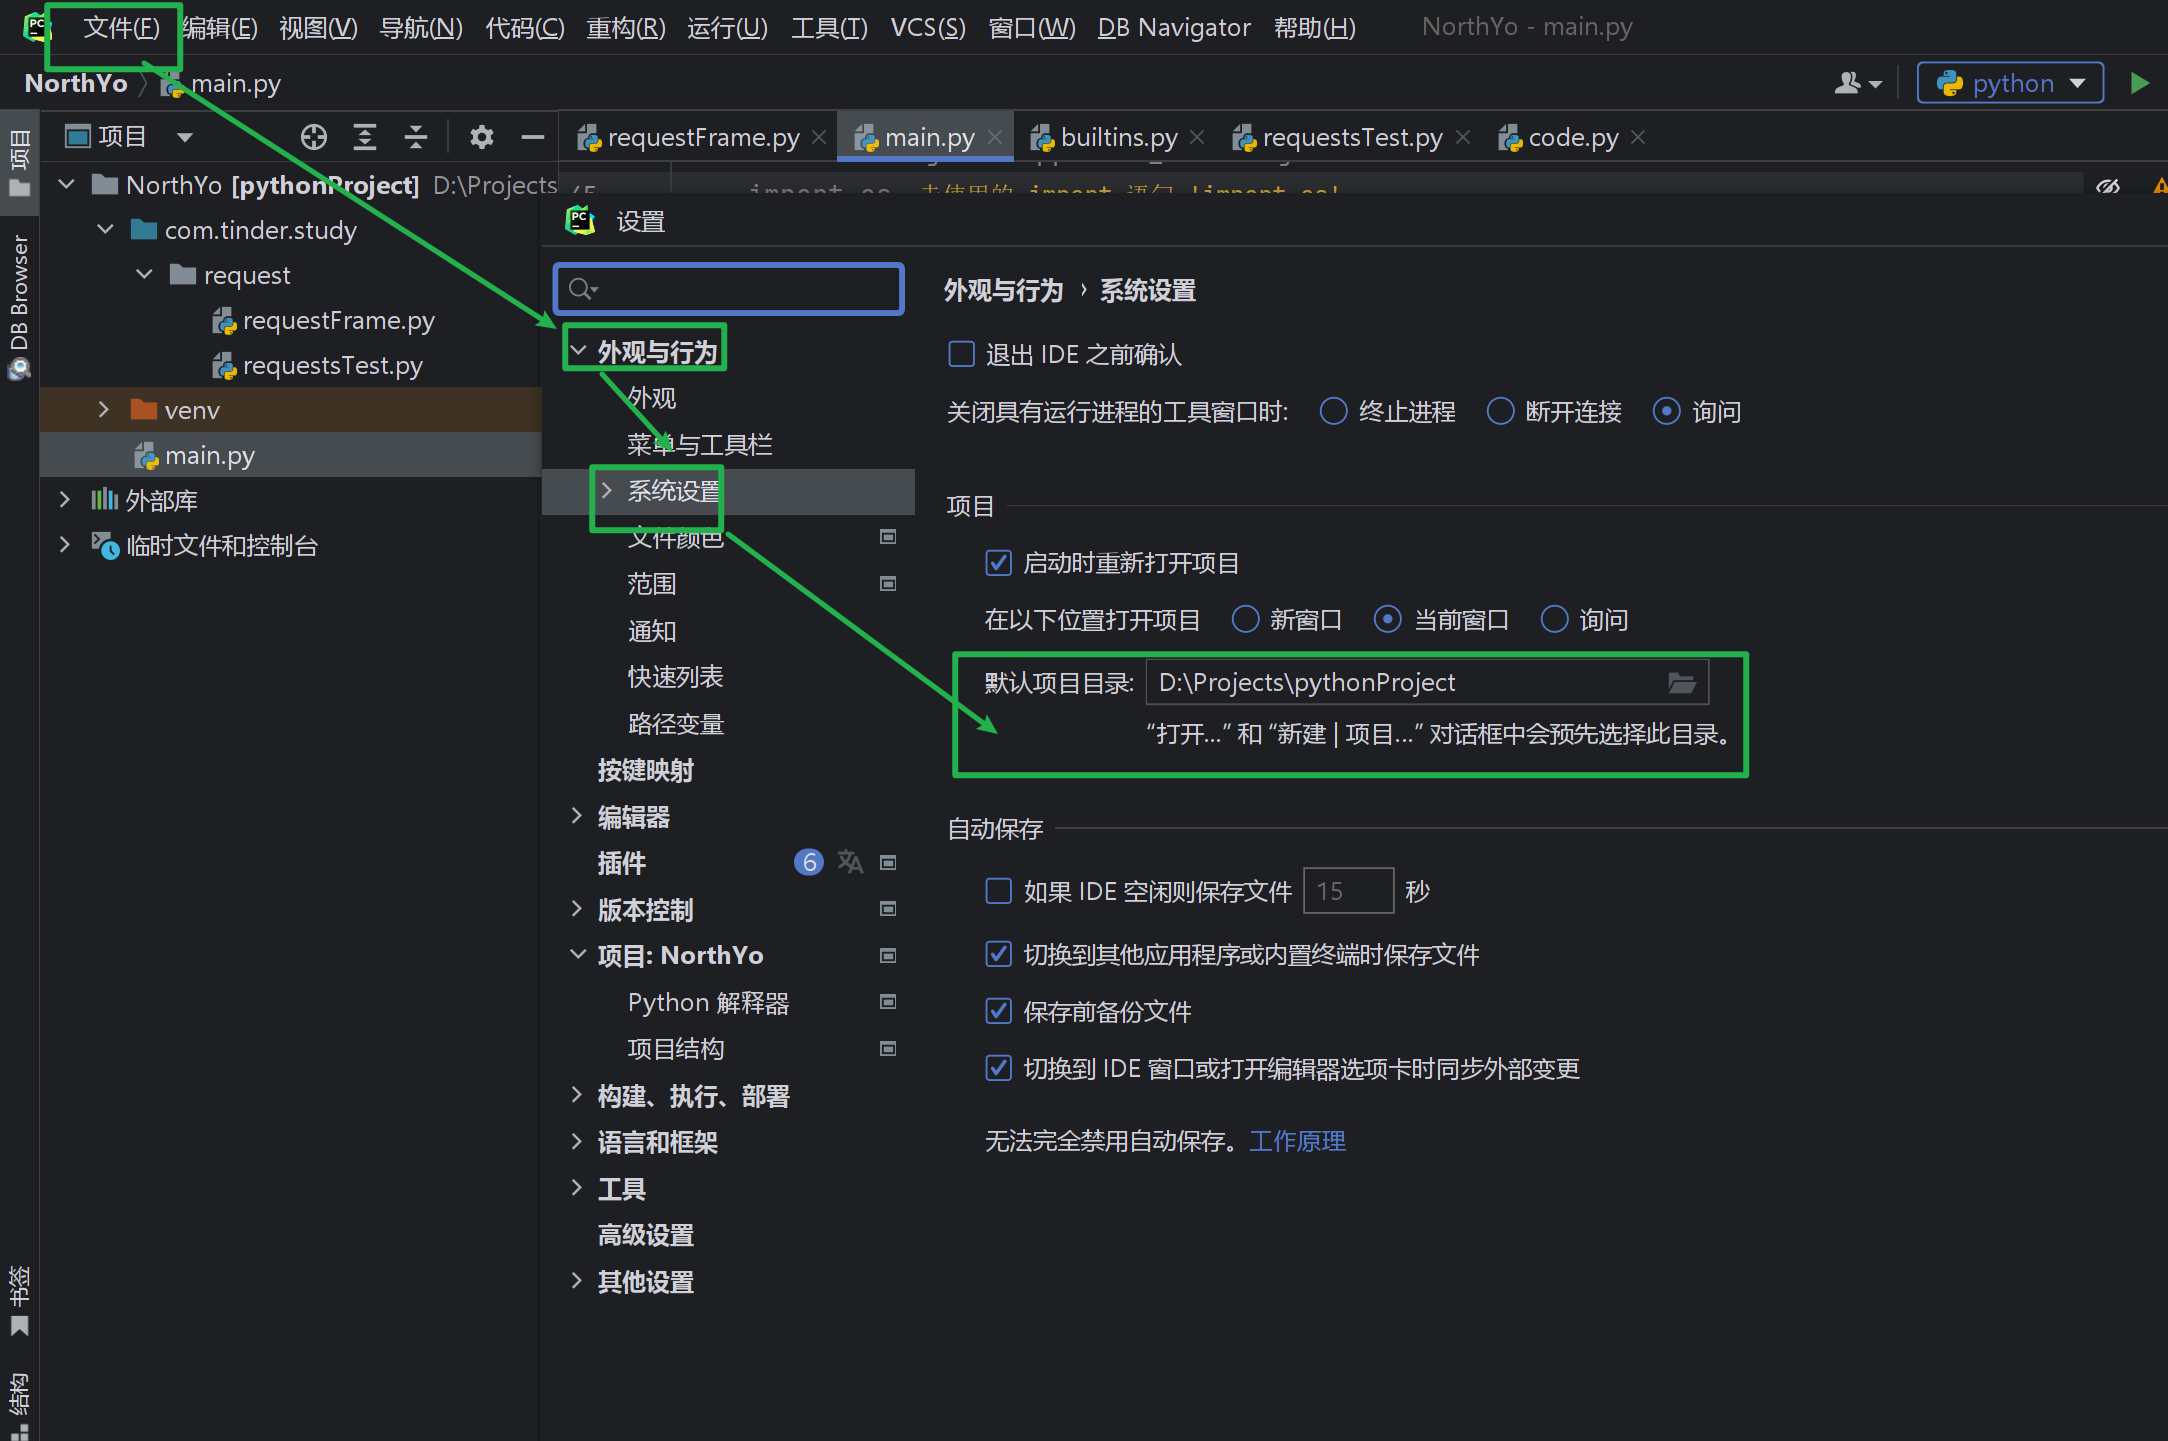 文件(F) 编辑(E) 视图(V) 导航(N) 代码(C) 重构(R) 运行(U) 工具(T) VCS(S) 窗口(W) DB Navigator 帮助(H) NorthYo - main.py
NorthYo main.py
python
项目
requestFrame.py main.py builtins.py requestsTest.py code.py
项目
DB Browser
书签
结构
NorthYo [pythonProject] D:\Projects
com.tinder.study
request
requestFrame.py
requestsTest.py
venv
main.py
外部库
临时文件和控制台
import os 未使用的 import 语句 'import os'
PC
设置
外观与行为
外观
菜单与工具栏
系统设置
文件颜色
范围
通知
快速列表
路径变量
按键映射
编辑器
插件 6
版本控制
项目: NorthYo
Python 解释器
项目结构
构建、执行、部署
语言和框架
工具
高级设置
其他设置
外观与行为 › 系统设置
退出 IDE 之前确认
关闭具有运行进程的工具窗口时: 终止进程 断开连接 询问
项目
启动时重新打开项目
在以下位置打开项目 新窗口 当前窗口 询问
默认项目目录: D:\Projects\pythonProject
“打开...” 和 “新建 | 项目...” 对话框中会预先选择此目录。
自动保存
如果 IDE 空闲则保存文件 15 秒
切换到其他应用程序或内置终端时保存文件
保存前备份文件
切换到 IDE 窗口或打开编辑器选项卡时同步外部变更
无法完全禁用自动保存。工作原理